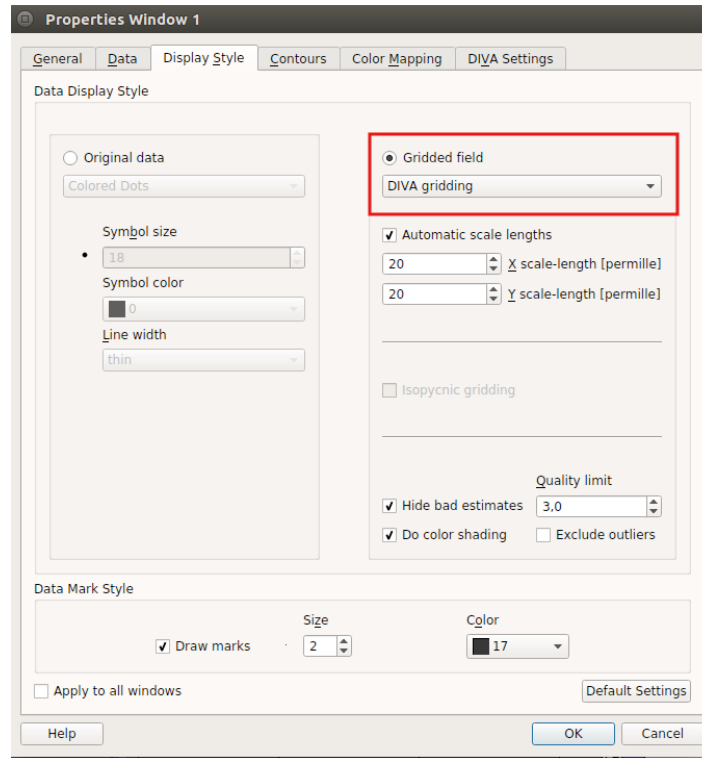 Properties Window 1
General Data Display Style Contours Color Mapping DIVA Settings
Data Display Style
Original data
Colored Dots
Symbol size
18
Symbol color
0
Line width
thin
Gridded field
DIVA gridding
Automatic scale lengths
20 X scale-length [permille]
20 Y scale-length [permille]
Isopycnic gridding
Quality limit
Hide bad estimates 3,0
Do color shading Exclude outliers
Data Mark Style
Size Color
Draw marks 2 17
Apply to all windows Default Settings
Help OK Cancel